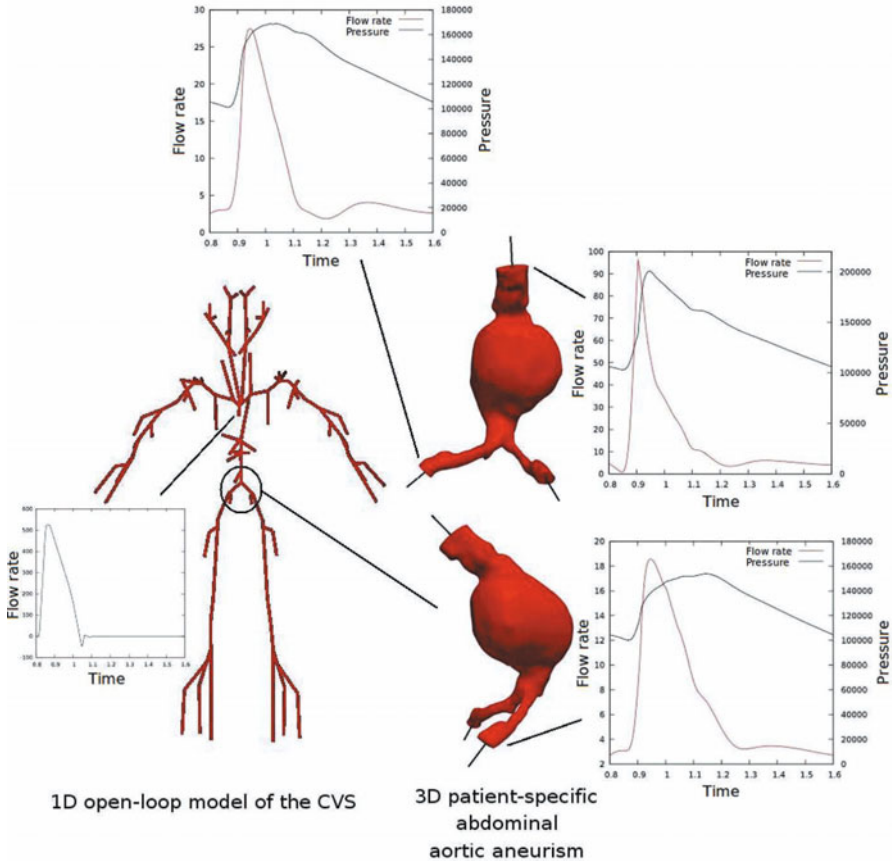 Flow rate
Pressure
30
25
20
15
10
5
0
180000
160000
140000
120000
100000
80000
60000
40000
20000
0
0.8 0.9 1 1.1 1.2 1.3 1.4 1.5 1.6
Flow rate
Pressure
Time
Flow rate
Pressure
100
90
80
70
60
50
40
30
20
10
0
200000
150000
100000
50000
0
0.8 0.9 1 1.1 1.2 1.3 1.4 1.5 1.6
Flow rate
Pressure
Time
600
500
400
300
200
100
0
-100
0.8 0.9 1 1.1 1.2 1.3 1.4 1.5 1.6
Flow rate
Time
Flow rate
Pressure
20
18
16
14
12
10
8
6
4
2
180000
160000
140000
120000
100000
80000
60000
40000
20000
0
0.8 0.9 1 1.1 1.2 1.3 1.4 1.5 1.6
Flow rate
Pressure
Time
1D open-loop model of the CVS
3D patient-specific
abdominal
aortic aneurism